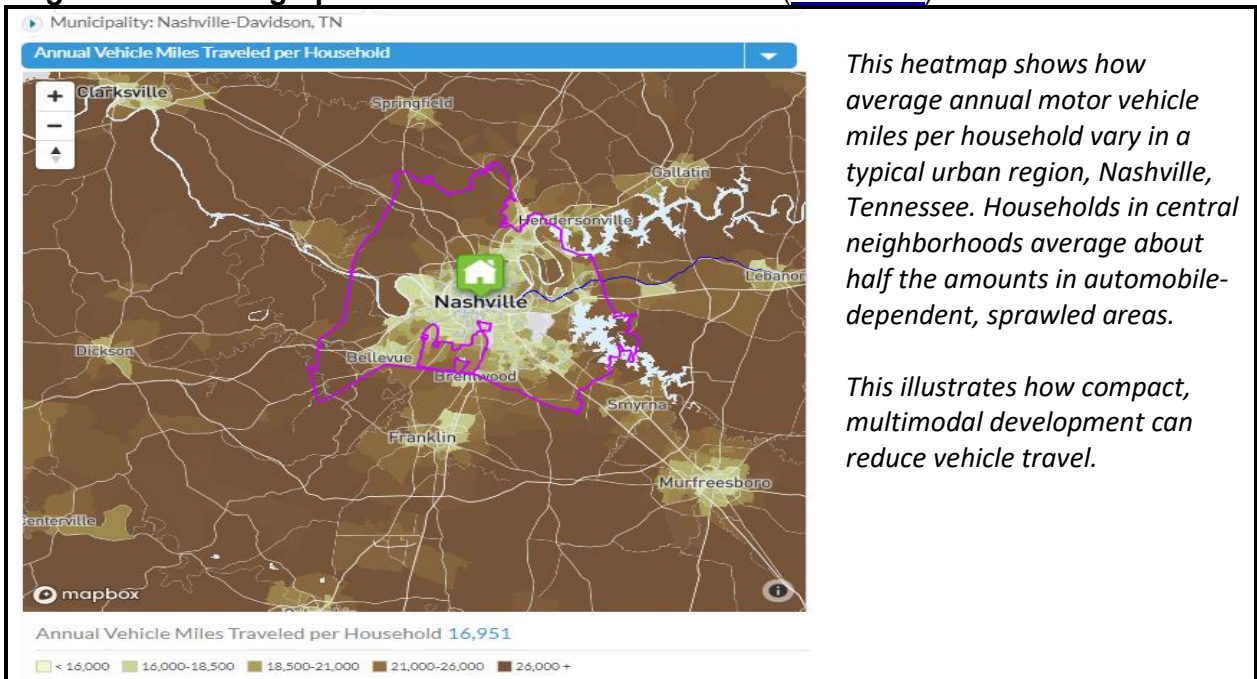 Municipality: Nashville-Davidson, TN
Annual Vehicle Miles Traveled per Household
Clarksville
Springfield
Gallatin
Hendersonville
Lebanon
Nashville
Dickson
Bellevue
Brentwood
Smyrna
Franklin
Murfreesboro
enterville
mapbox
Annual Vehicle Miles Traveled per Household 16,951
< 16,000 16,000-18,500 18,500-21,000 21,000-26,000 26,000 +
This heatmap shows how
average annual motor vehicle
miles per household vary in a
typical urban region, Nashville,
Tennessee. Households in central
neighborhoods average about
half the amounts in automobile-
dependent, sprawled areas.
This illustrates how compact,
multimodal development can
reduce vehicle travel.